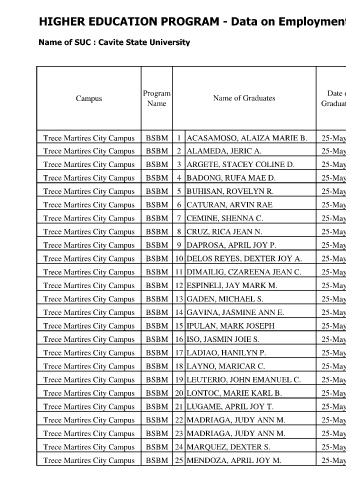 HIGHER EDUCATION PROGRAM - Data on Employment
Name of SUC : Cavite State University
Campus Program Name Name of Graduates Date
Graduat
Trece Martires City Campus BSBM 1 ACASAMOSO, ALAIZA MARIE B. 25-May
Trece Martires City Campus BSBM 2 ALAMEDA, JERIC A. 25-May
Trece Martires City Campus BSBM 3 ARGETE, STACEY COLINE D. 25-May
Trece Martires City Campus BSBM 4 BADONG, RUFA MAE D. 25-May
Trece Martires City Campus BSBM 5 BUHISAN, ROVELYN R. 25-May
Trece Martires City Campus BSBM 6 CATURAN, ARVIN RAE 25-May
Trece Martires City Campus BSBM 7 CEMINE, SHENNA C. 25-May
Trece Martires City Campus BSBM 8 CRUZ, RICA JEAN N. 25-May
Trece Martires City Campus BSBM 9 DAPROSA, APRIL JOY P. 25-May
Trece Martires City Campus BSBM 10 DELOS REYES, DEXTER JOY A. 25-May
Trece Martires City Campus BSBM 11 DIMAILIG, CZAREENA JEAN C. 25-May
Trece Martires City Campus BSBM 12 ESPINELI, JAY MARK M. 25-May
Trece Martires City Campus BSBM 13 GADEN, MICHAEL S. 25-May
Trece Martires City Campus BSBM 14 GAVINA, JASMINE ANN E. 25-May
Trece Martires City Campus BSBM 15 IPULAN, MARK JOSEPH 25-May
Trece Martires City Campus BSBM 16 ISO, JASMIN JOIE S. 25-May
Trece Martires City Campus BSBM 17 LADIAO, HANILYN P. 25-May
Trece Martires City Campus BSBM 18 LAYNO, MARICAR C. 25-May
Trece Martires City Campus BSBM 19 LEUTERIO, JOHN EMANUEL C. 25-May
Trece Martires City Campus BSBM 20 LONTOC, MARIE KARL B. 25-May
Trece Martires City Campus BSBM 21 LUGAME, APRIL JOY T. 25-May
Trece Martires City Campus BSBM 22 MADRIAGA, JUDY ANN M. 25-May
Trece Martires City Campus BSBM 23 MADRIAGA, JUDY ANN M. 25-May
Trece Martires City Campus BSBM 24 MARQUEZ, DEXTER S. 25-May
Trece Martires City Campus BSBM 25 MENDOZA, APRIL JOY M. 25-May